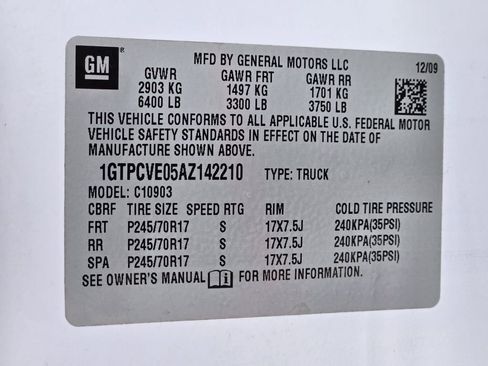 GM
MFD BY GENERAL MOTORS LLC
12/09
GVWR GAWR FRT GAWR RR
2903 KG 1497 KG 1701 KG
6400 LB 3300 LB 3750 LB
THIS VEHICLE CONFORMS TO ALL APPLICABLE U.S. FEDERAL MOTOR
VEHICLE SAFETY STANDARDS IN EFFECT ON THE DATE OF
MANUFACTURE SHOWN ABOVE.
1GTPCVE05AZ142210 TYPE: TRUCK
MODEL: C10903
CBRF TIRE SIZE SPEED RTG RIM COLD TIRE PRESSURE
FRT P245/70R17 S 17X7.5J 240KPA(35PSI)
RR P245/70R17 S 17X7.5J 240KPA(35PSI)
SPA P245/70R17 S 17X7.5J 240KPA(35PSI)
SEE OWNER'S MANUAL FOR MORE INFORMATION.